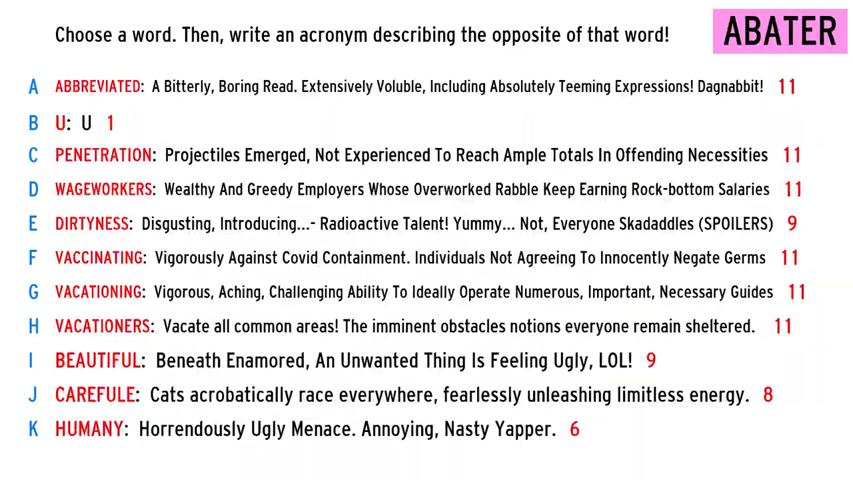 Choose a word. Then, write an acronym describing the opposite of that word!
ABATER
A ABBREVIATED: A Bitterly, Boring Read. Extensively Voluble, Including Absolutely Teeming Expressions! Dagnabbit! 11
B U: U 1
C PENETRATION: Projectiles Emerged, Not Experienced To Reach Ample Totals In Offending Necessities 11
D WAGEWORKERS: Wealthy And Greedy Employers Whose Overworked Rabble Keep Earning Rock-bottom Salaries 11
E DIRTYNESS: Disgusting, Introducing...- Radioactive Talent! Yummy... Not, Everyone Skadaddles (SPOILERS) 9
F VACCINATING: Vigorously Against Covid Containment. Individuals Not Agreeing To Innocently Negate Germs 11
G VACATIONING: Vigorous, Aching, Challenging Ability To Ideally Operate Numerous, Important, Necessary Guides 11
H VACATIONERS: Vacate all common areas! The imminent obstacles notions everyone remain sheltered. 11
I BEAUTIFUL: Beneath Enamored, An Unwanted Thing Is Feeling Ugly, LOL! 9
J CAREFULE: Cats acrobatically race everywhere, fearlessly unleashing limitless energy. 8
K HUMANY: Horrendously Ugly Menace. Annoying, Nasty Yapper. 6